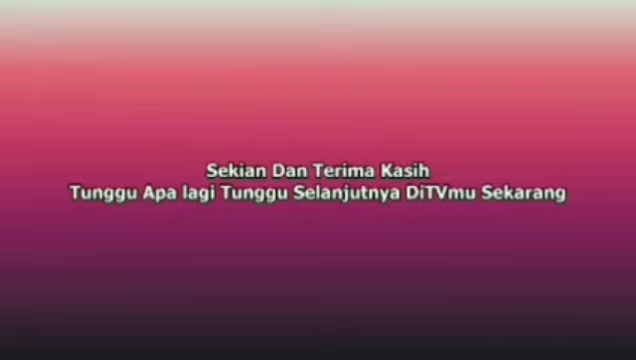 Sekian Dan Terima Kasih
Tunggu Apa lagi Tunggu Selanjutnya DiTVmu Sekarang